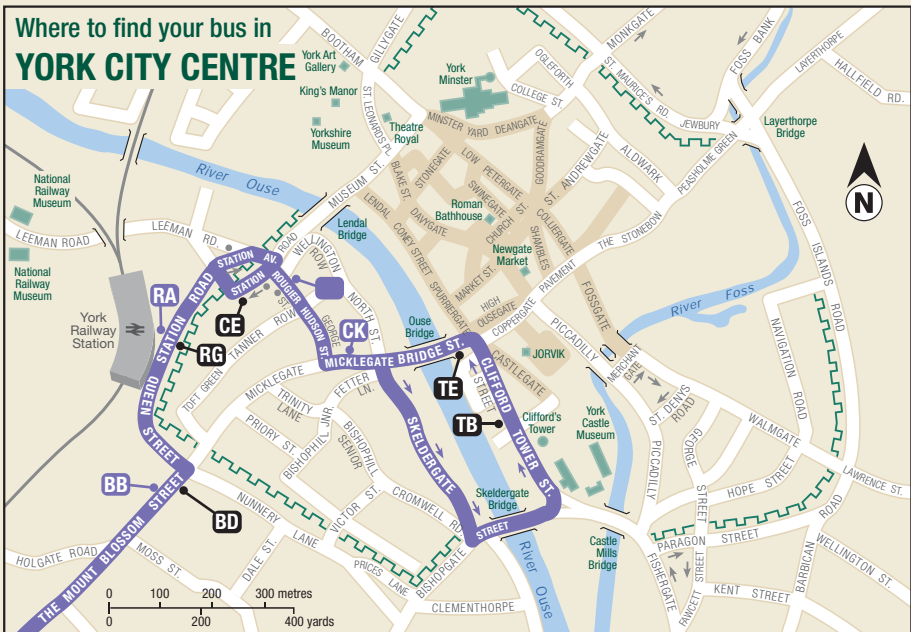 Where to find your bus in
YORK CITY CENTRE
BOOTHAM
GILLYGATE
MONKGATE
FOSS BANK
LAYERTHORPE
HALLFIELD RD.
York Art
Gallery
King's Manor
Yorkshire
Museum
ST. LEONARDS PL.
Theatre
Royal
York
Minster
OGLEFORTH
COLLEGE ST.
ST. MAURICE'S RD.
JEWBURY
Layerthorpe
Bridge
MINSTER YARD
DEANGATE
ALDWARK
PEASHOLME GREEN
GOODRAMGATE
ST. ANDREWGATE
LOW
PETERGATE
STONEGATE
BLAKE ST.
SWINEGATE
MUSEUM ST.
LENDAL
DAVYGATE
CONEY STREET
Roman
Bathhouse
CHURCH ST.
COLLIERGATE
SHAMBLES
THE STONEBOW
Newgate
Market
MARKET ST.
SPURRIERGATE
PAVEMENT
HIGH
OUSEGATE
COPPERGATE
FOSSGATE
PICCADILLY
N
FOSS
ISLANDS
ROAD
River Foss
National
Railway
Museum
LEEMAN ROAD
LEEMAN RD.
National
Railway
Museum
River Ouse
Lendal
Bridge
WELLINGTON
ROW
STATION
ROAD
STATION
AV.
ROUGIER
ST.
HUDSON ST.
GEORGE
NORTH ST.
TANNER ROW
TOFT GREEN
RA
York
Railway
Station
STATION ROAD
RG
CE
CK
Ouse
Bridge
MICKLEGATE
BRIDGE ST.
TE
JORVIK
CASTLEGATE
CLIFFORD
STREET
TOWER ST.
TB
Clifford's
Tower
York
Castle
Museum
MERCHANT
GATE
ST. DENYS
ROAD
NAVIGATION ROAD
WALMGATE
LAWRENCE ST.
QUEEN
STREET
MICKLEGATE
TRINITY
LANE
FETTER
LN.
PRIORY ST.
BISHOPHILL JNR.
BISHOPHILL
SENIOR
SKELDERGATE
Skeldergate
Bridge
STREET
PICCADILLY
GEORGE
STREET
HOPE STREET
BB
BD
NUNNERY
LANE
VICTOR ST.
CROMWELL RD.
BISHOPGATE
PRICES LANE
DALE ST.
MOSS ST.
HOLGATE ROAD
THE MOUNT
BLOSSOM STREET
CLEMENTHORPE
River Ouse
Castle
Mills
Bridge
FISHERGATE
PARAGON STREET
FAWCETT STREET
KENT STREET
BARBICAN ROAD
WELLINGTON ST.
0 100 200 300 metres
0 200 400 yards